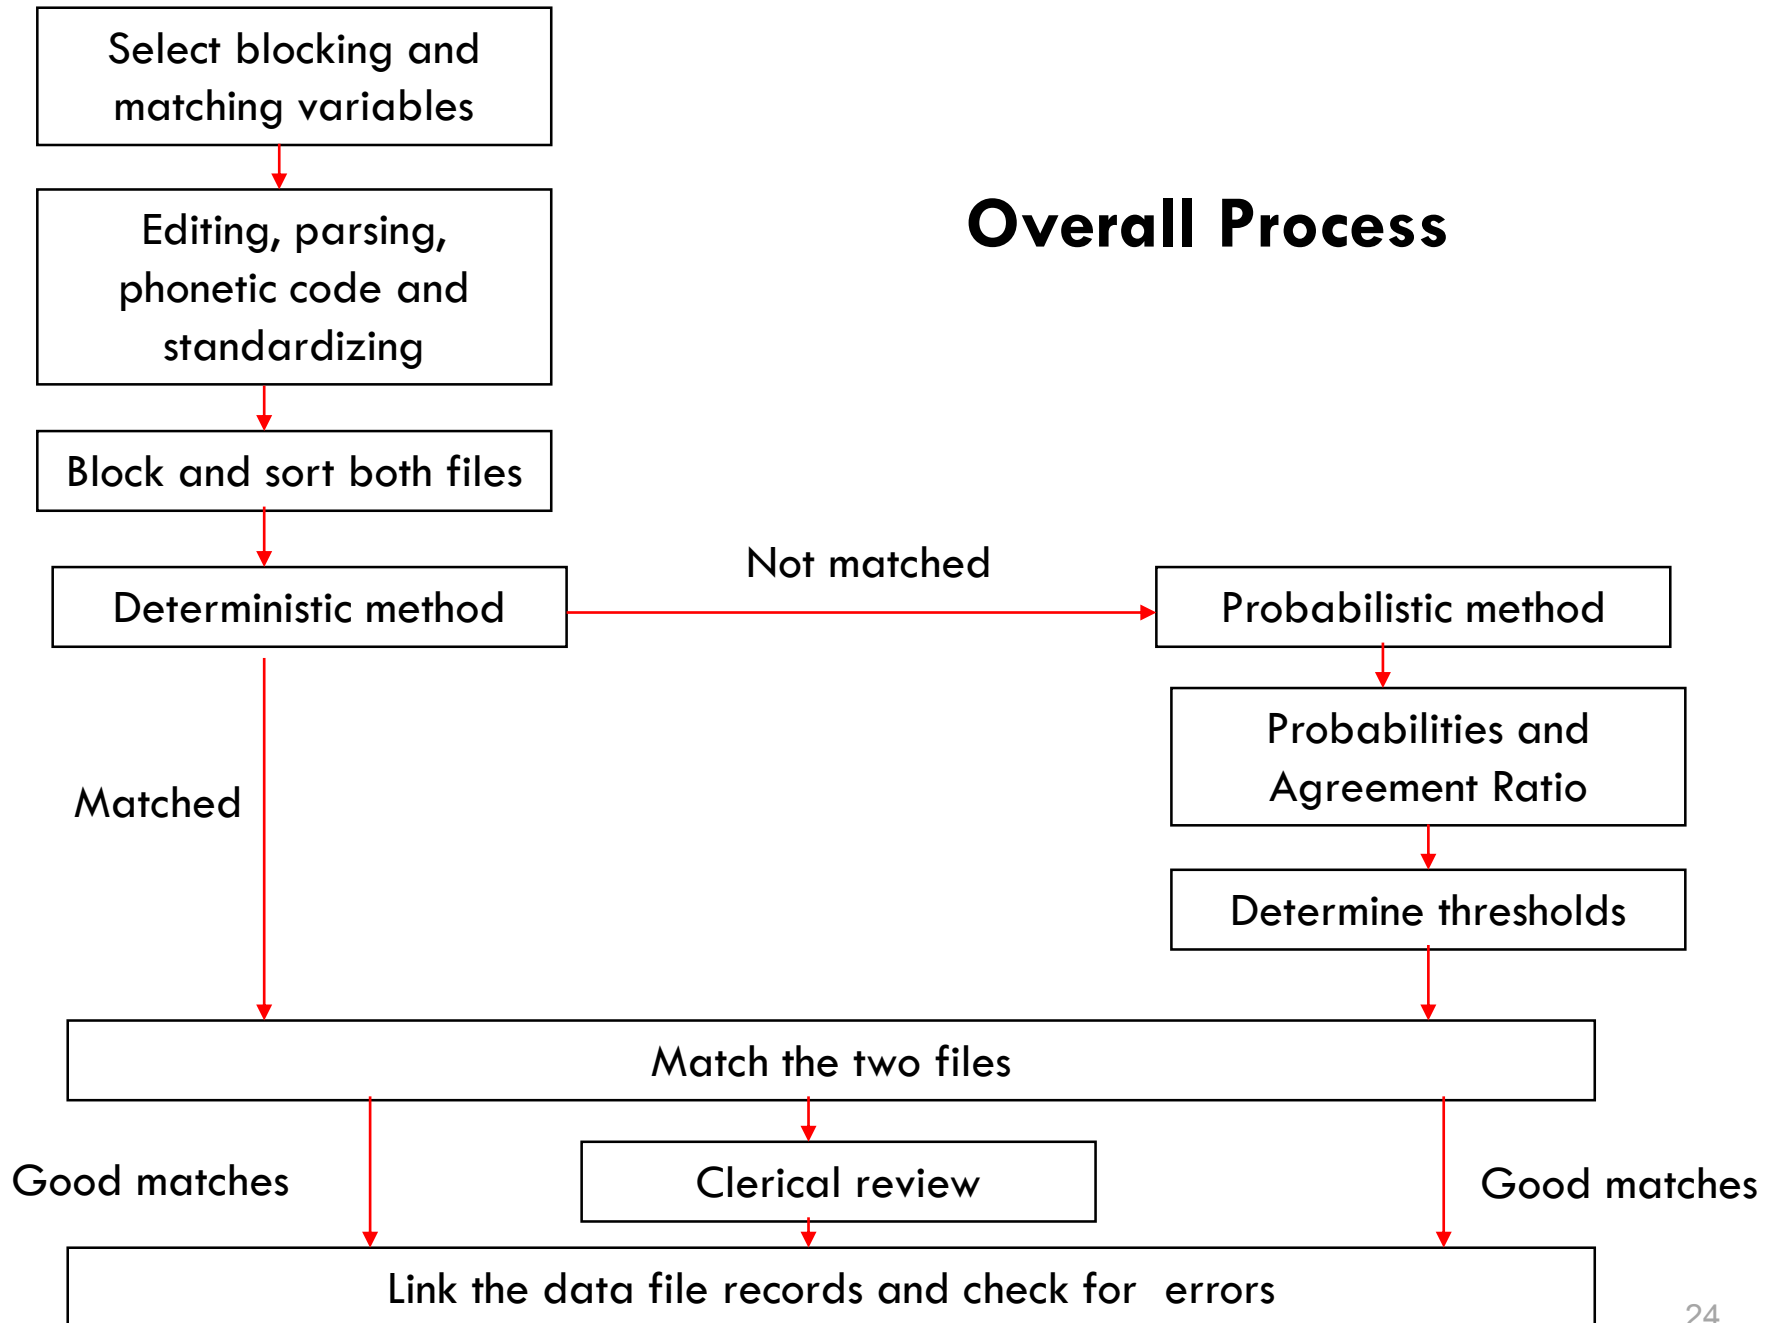 Select blocking and
matching variables
Overall Process
Editing, parsing,
phonetic code and
standardizing
Block and sort both files
Not matched
Deterministic method
Probabilistic method
Probabilities and
Agreement Ratio
Matched
Determine thresholds
Match the two files
Good matches
Clerical review
Good matches
Link the data file records and check for  errors
24